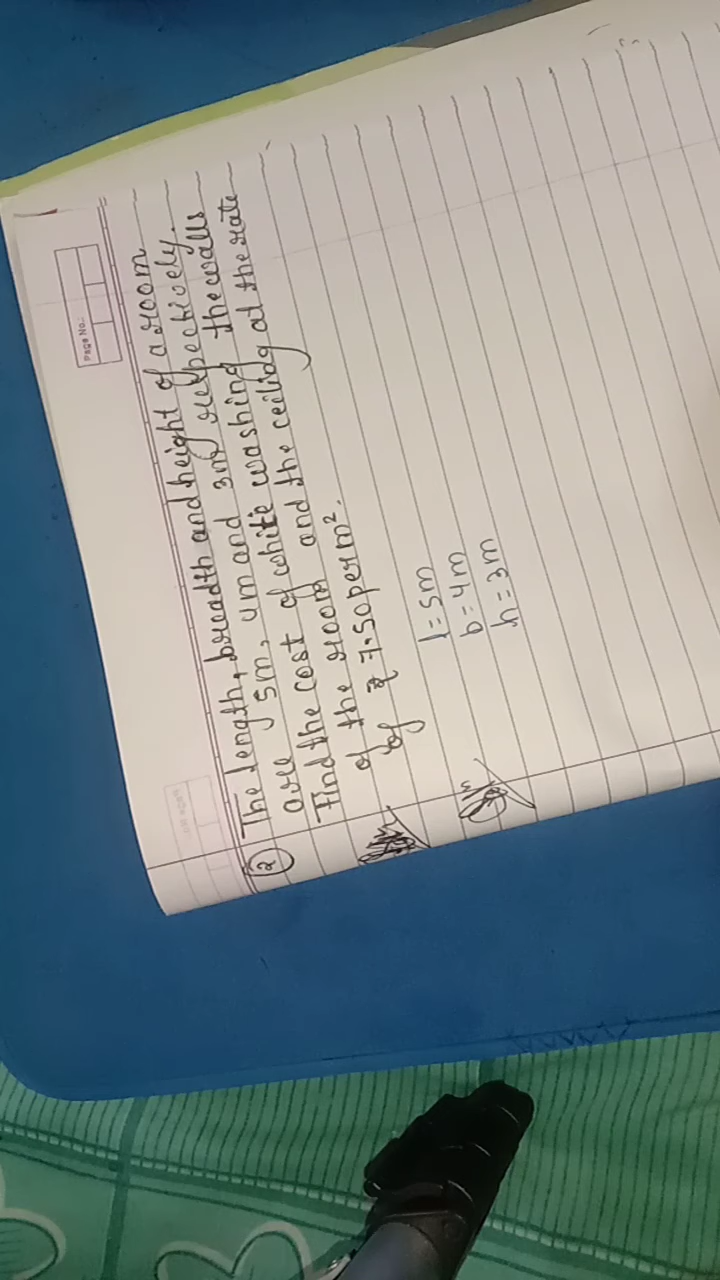 Page No.:
② The length, breadth and height of a room
are 5m, 4m and 3m respectively.
Find the cost of white washing the walls
of the room and the ceiling at the rate
of ₹ 7.50 per m².
l = 5m
b = 4m
h = 3m